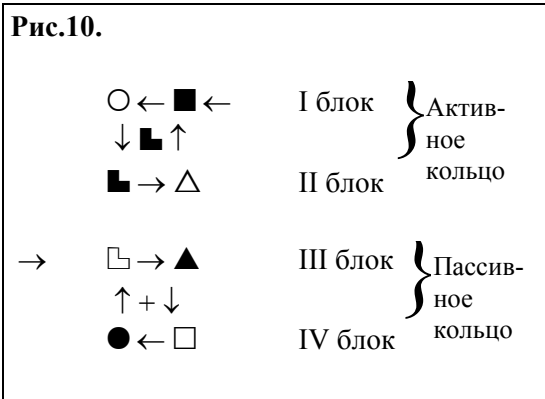 Рис.10.
○ ← ■ ← I блок Актив-
↓ ▙ ↑ ное
▙ → △ II блок кольцо
→ L → ▲ III блок Пассив-
↑ + ↓ ное
● ← □ IV блок кольцо